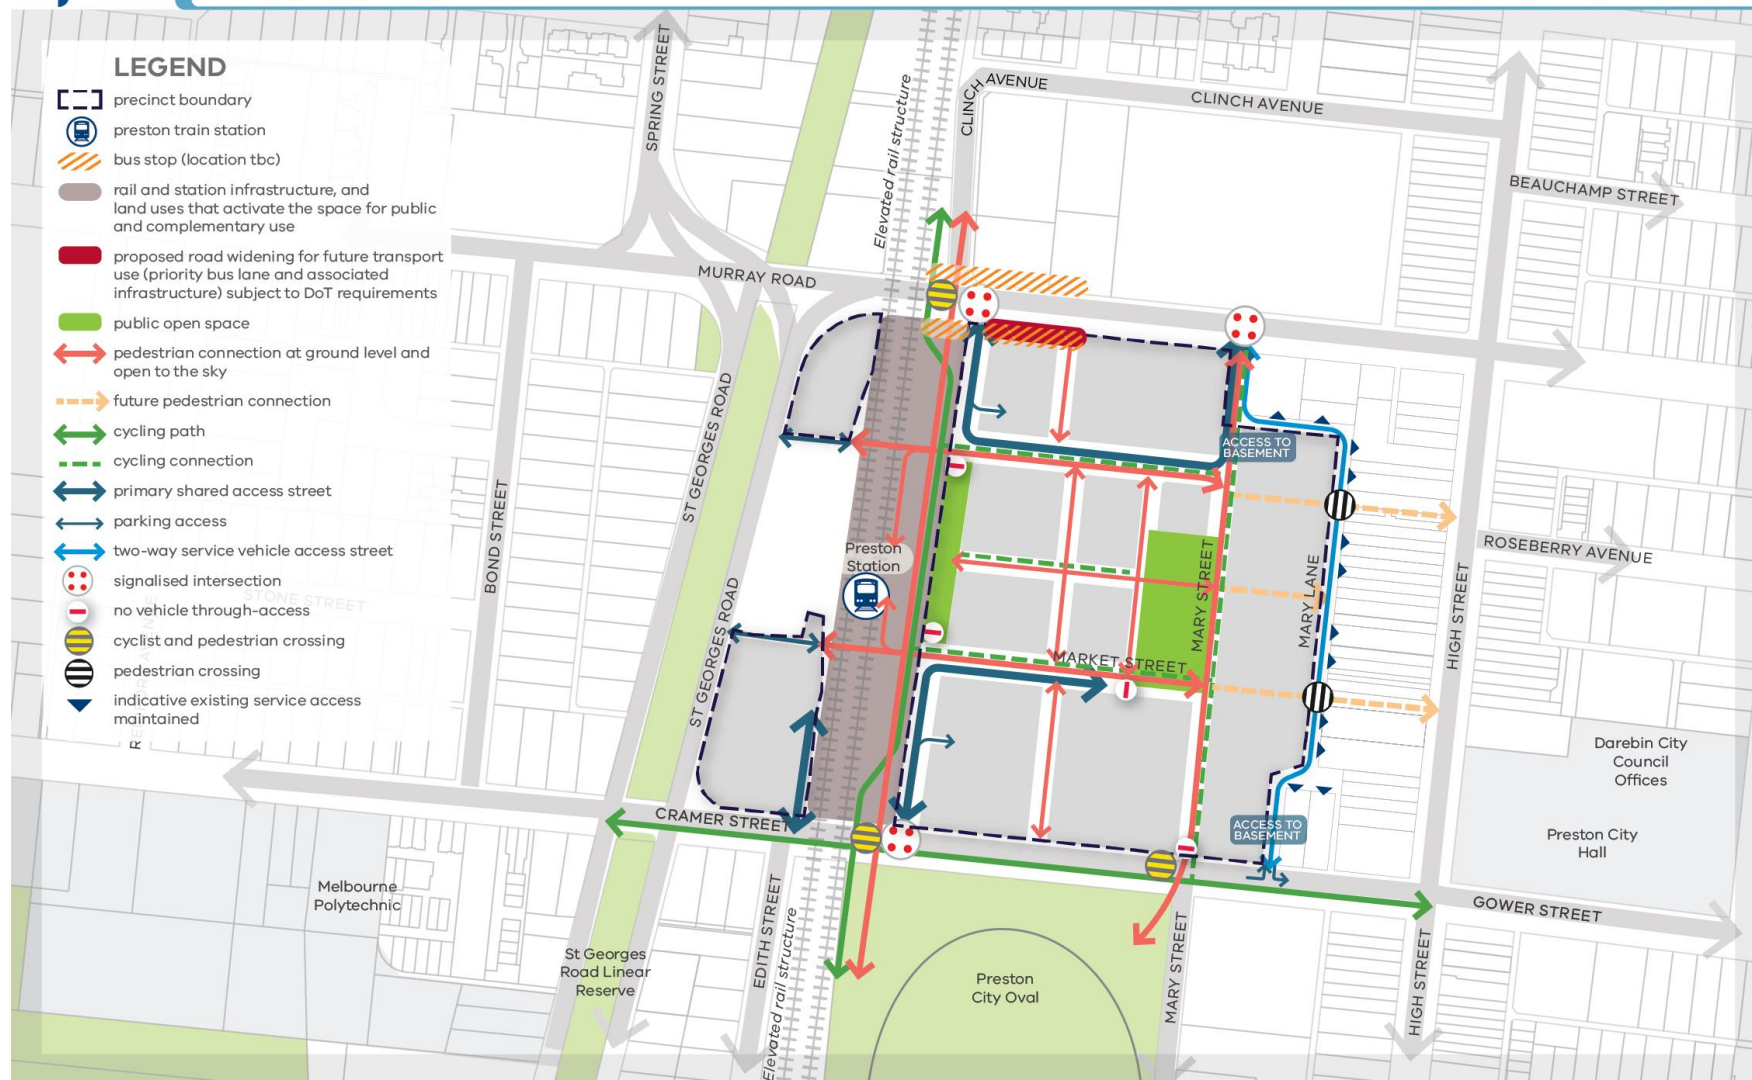 LEGEND
precinct boundary
preston train station
bus stop (location tbc)
rail and station infrastructure, and
land uses that activate the space for public
and complementary use
proposed road widening for future transport
use (priority bus lane and associated
infrastructure) subject to DoT requirements
public open space
pedestrian connection at ground level and
open to the sky
future pedestrian connection
cycling path
cycling connection
primary shared access street
parking access
two-way service vehicle access street
signalised intersection
no vehicle through-access
cyclist and pedestrian crossing
pedestrian crossing
indicative existing service access
maintained
STONE STREET
SPRING STREET
Elevated rail structure
CLINCH AVENUE
CLINCH AVENUE
BEAUCHAMP STREET
MURRAY ROAD
ST GEORGES ROAD
BOND STREET
ACCESS TO
BASEMENT
Preston
Station
MARY STREET
MARY LANE
ROSEBERRY AVENUE
HIGH STREET
ST GEORGES ROAD
MARKET STREET
Darebin City
Council
Offices
CRAMER STREET
ACCESS TO
BASEMENT
Preston City
Hall
Melbourne
Polytechnic
GOWER STREET
EDITH STREET
Elevated rail structure
St Georges
Road Linear
Reserve
Preston
City Oval
MARY STREET
HIGH STREET